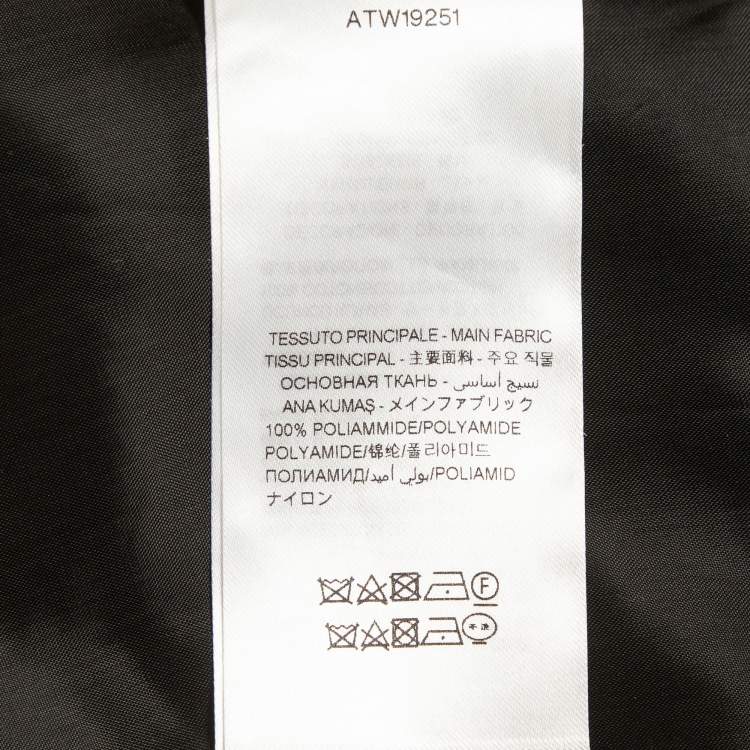 ATW19251
TESSUTO PRINCIPALE - MAIN FABRIC
TISSU PRINCIPAL - 主要面料 - 주요 직물
ОСНОВНАЯ ТКАНЬ - نسيج أساسي
ANA KUMAŞ - メインファブリック
100% POLIAMMIDE/POLYAMIDE
POLYAMIDE/锦纶/폴리아미드
ПОЛИАМИД/بولي أميد/POLIAMID
ナイロン
F